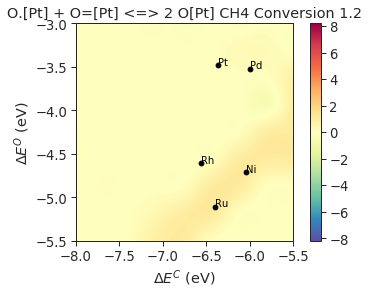 O.[Pt] + O=[Pt] <=> 2 O[Pt] CH4 Conversion 1.2
−3.0
−3.5
−4.0
−4.5
−5.0
−5.5
ΔE^O (eV)
Pt
Pd
Rh
Ni
Ru
−8.0 −7.5 −7.0 −6.5 −6.0 −5.5
ΔE^C (eV)
8
6
4
2
0
−2
−4
−6
−8